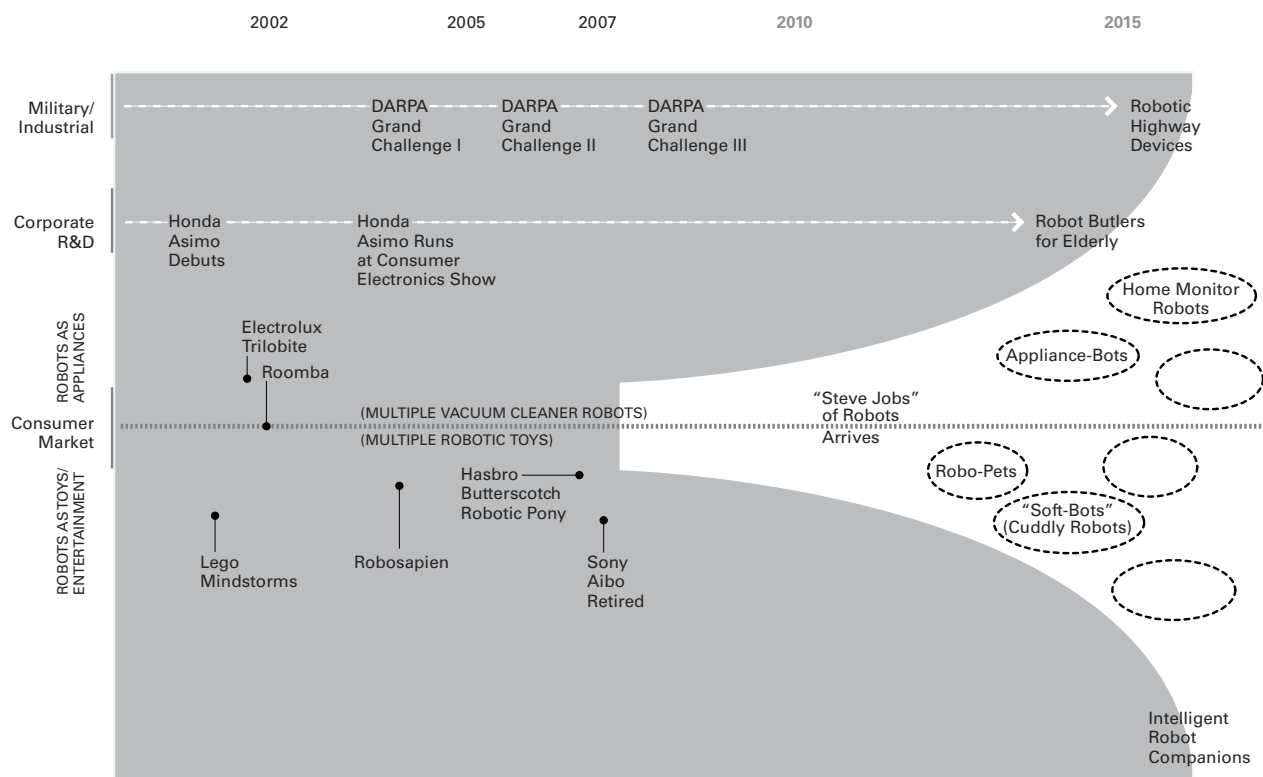 2002 2005 2007 2010 2015
Military/
Industrial
DARPA
Grand
Challenge I
DARPA
Grand
Challenge II
DARPA
Grand
Challenge III
Robotic
Highway
Devices
Corporate
R&D
Honda
Asimo
Debuts
Honda
Asimo Runs
at Consumer
Electronics Show
Robot Butlers
for Elderly
Home Monitor
Robots
Appliance-Bots
ROBOTS AS
APPLIANCES
Electrolux
Trilobite
Roomba
Consumer
Market
(MULTIPLE VACUUM CLEANER ROBOTS)
(MULTIPLE ROBOTIC TOYS)
“Steve Jobs”
of Robots
Arrives
ROBOTS AS TOYS/
ENTERTAINMENT
Lego
Mindstorms
Robosapien
Hasbro
Butterscotch
Robotic Pony
Sony
Aibo
Retired
Robo-Pets
“Soft-Bots”
(Cuddly Robots)
Intelligent
Robot
Companions